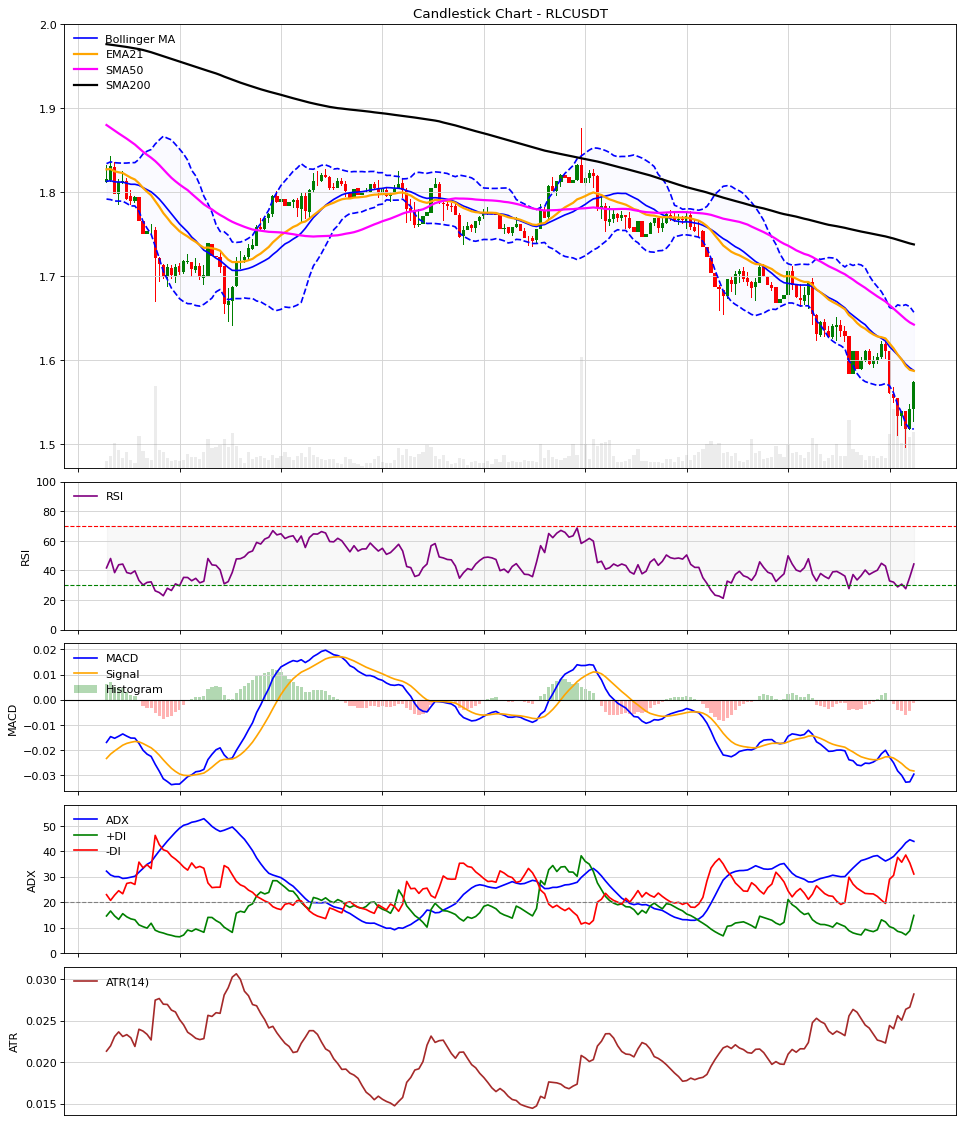 Candlestick Chart - RLCUSDT
2.0
1.9
1.8
1.7
1.6
1.5
Bollinger MA
EMA21
SMA50
SMA200
100
80
60
40
20
0
RSI
RSI
0.02
0.01
0.00
−0.01
−0.02
−0.03
MACD
MACD
Signal
Histogram
50
40
30
20
10
0
ADX
ADX
+DI
-DI
0.030
0.025
0.020
0.015
ATR
ATR(14)